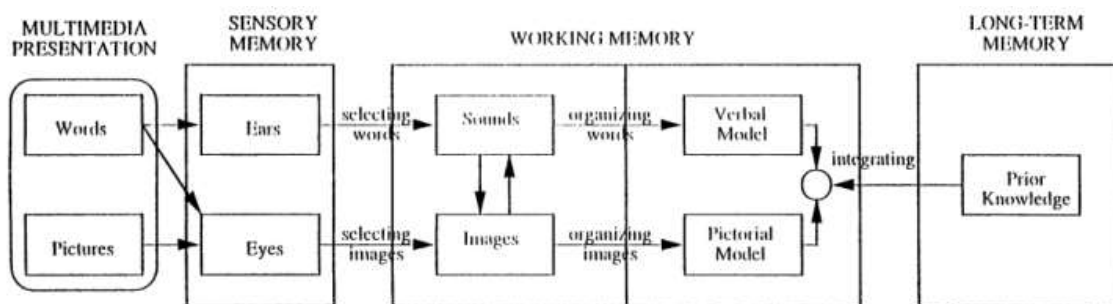 MULTIMEDIA
PRESENTATION
SENSORY
MEMORY
WORKING MEMORY
LONG-TERM
MEMORY
Words
Ears
selecting
words
Sounds
organizing
words
Verbal
Model
integrating
Prior
Knowledge
Pictures
Eyes
selecting
images
Images
organizing
images
Pictorial
Model